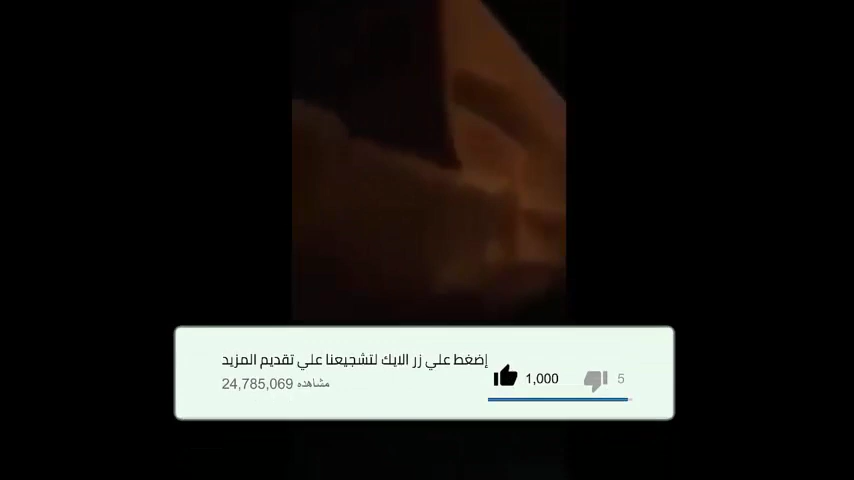 إضغط علي زر الايك لتشجيعنا علي تقديم المزيد
24,785,069 مشاهده
1,000
5